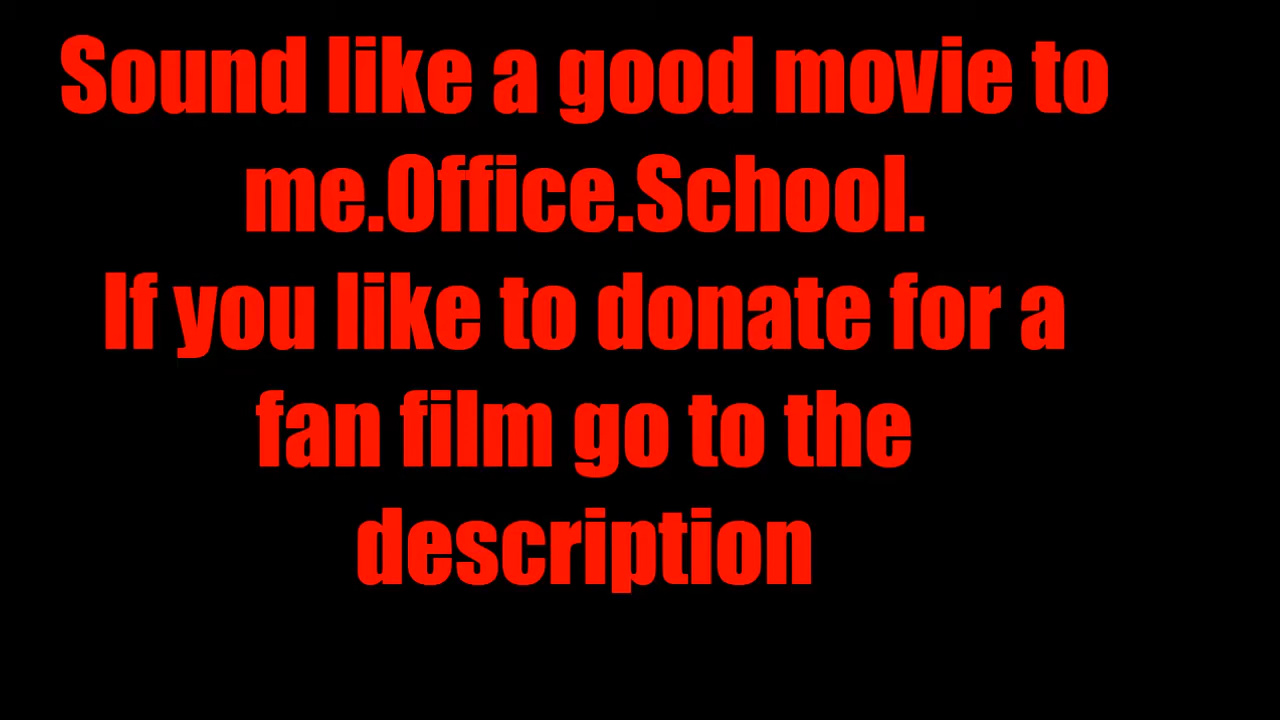 Sound like a good movie to
me.Office.School.
If you like to donate for a
fan film go to the
description